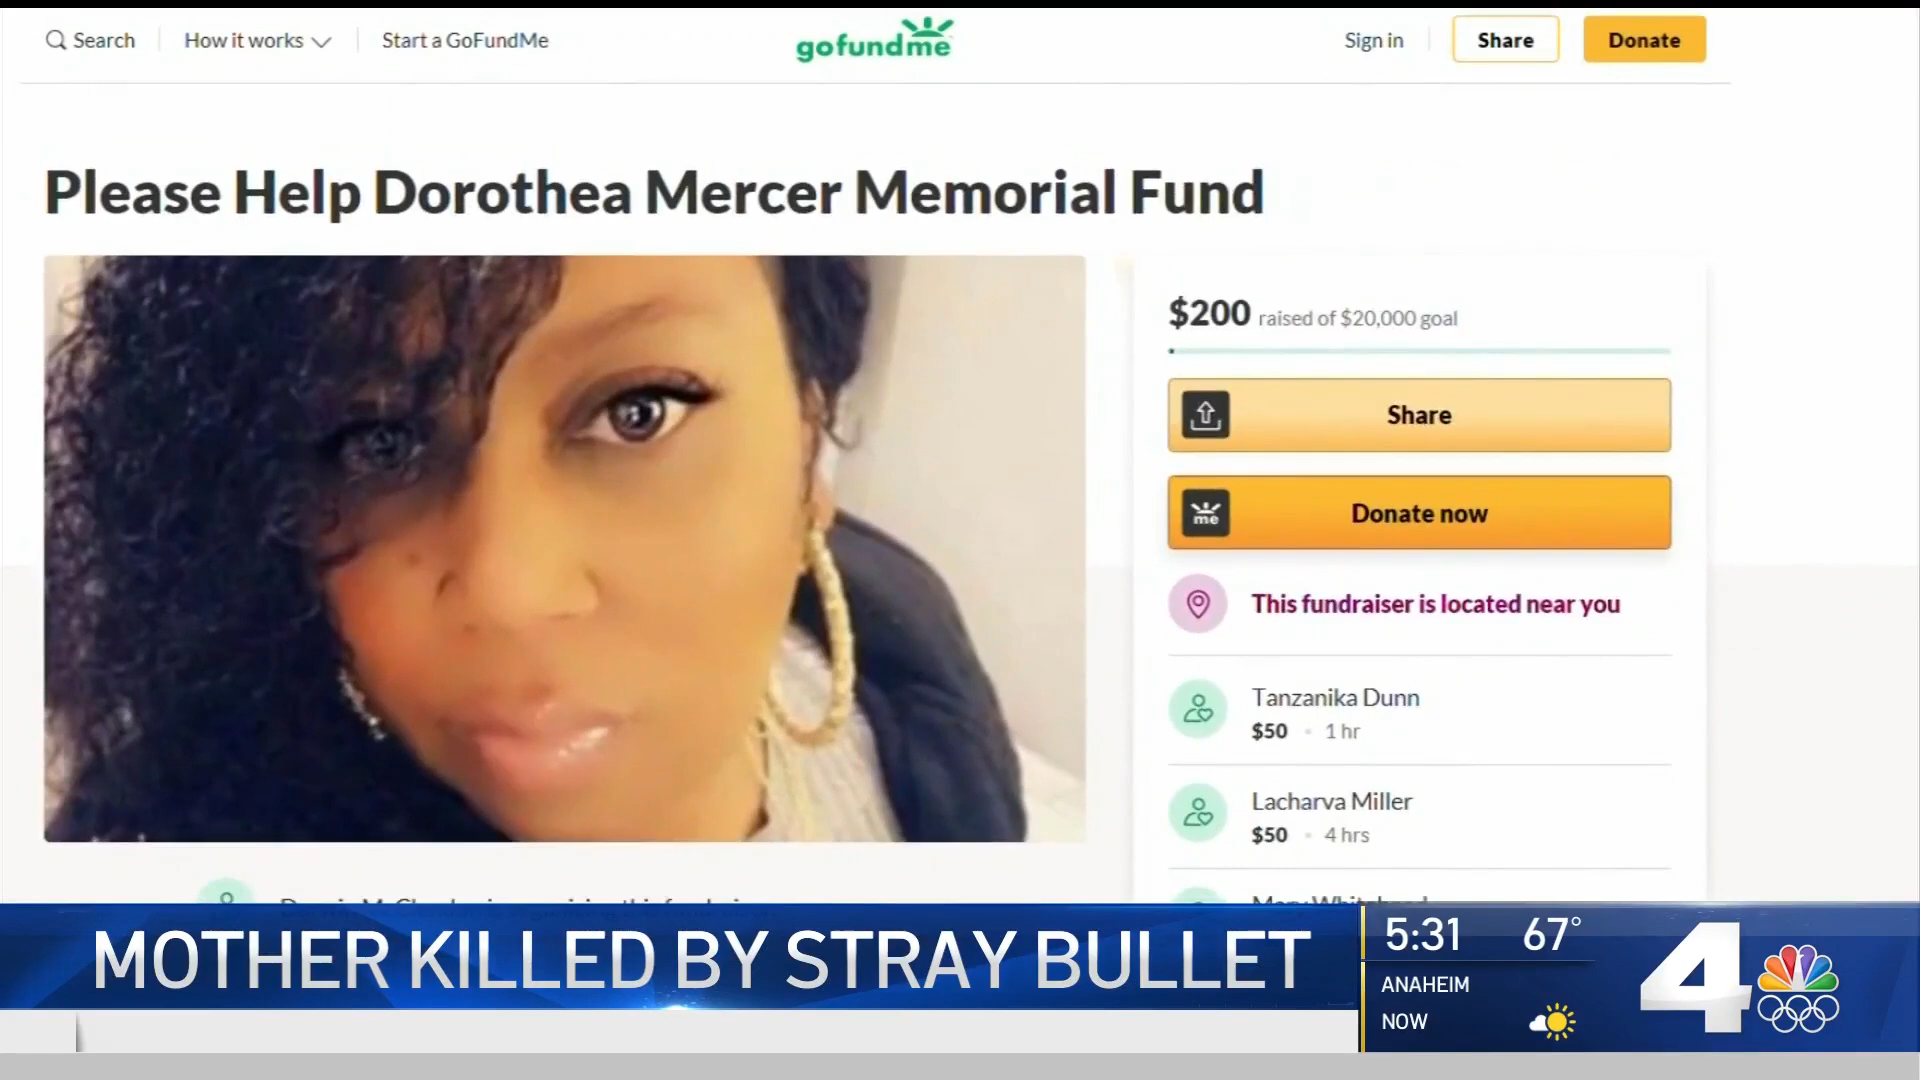 Search
How it works
Start a GoFundMe
gofundme
Sign in
Share
Donate
Please Help Dorothea Mercer Memorial Fund
$200 raised of $20,000 goal
Share
me
Donate now
This fundraiser is located near you
Tanzanika Dunn
$50 • 1 hr
Lacharva Miller
$50 • 4 hrs
MOTHER KILLED BY STRAY BULLET
5:31 67°
ANAHEIM
NOW
4